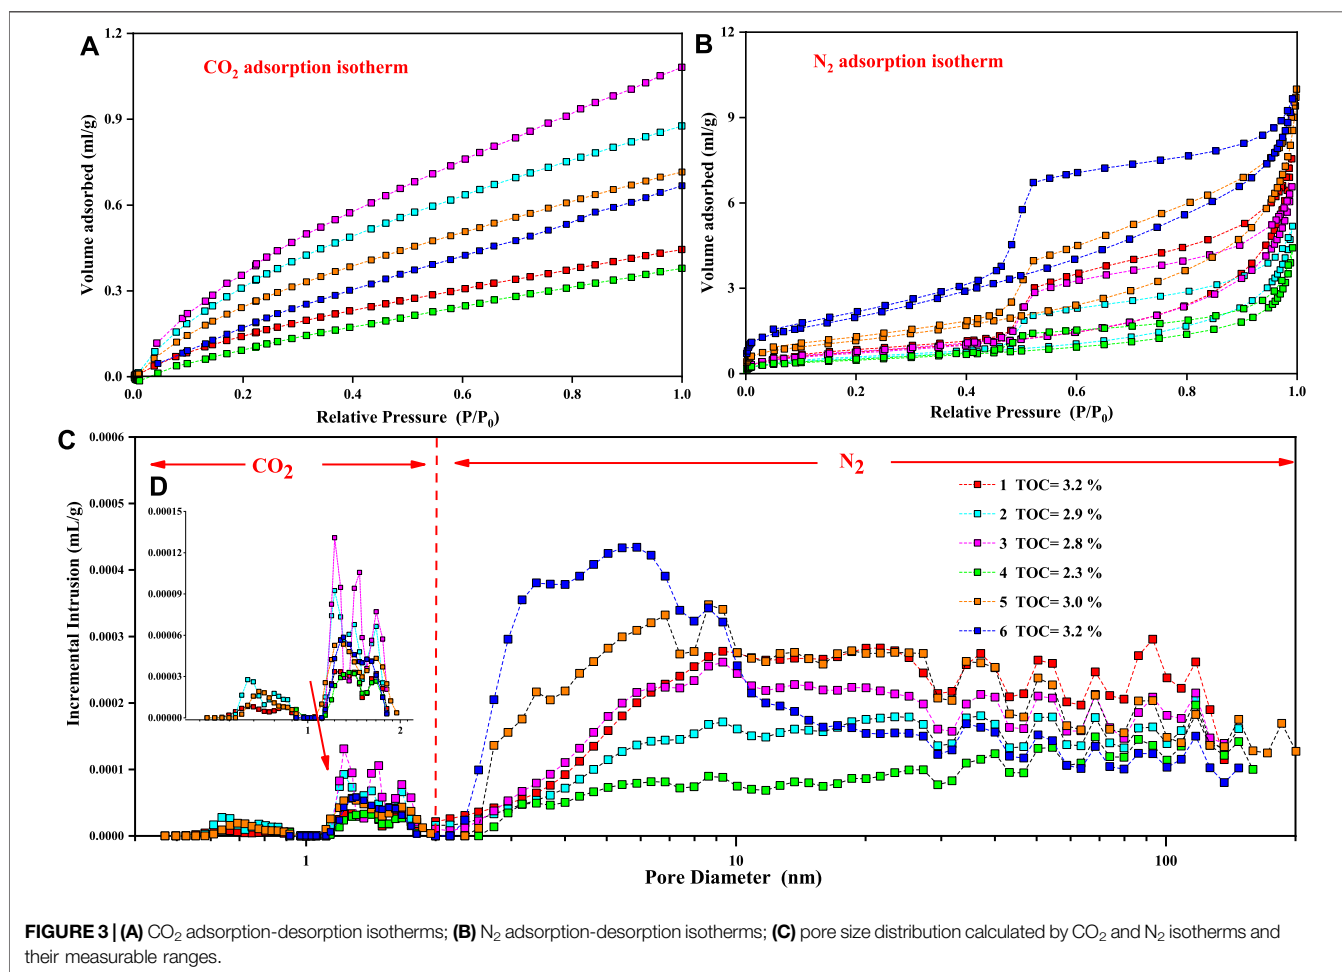 A
CO2 adsorption isotherm
1.2
0.9
0.6
0.3
0.0
Volume adsorbed (ml/g)
0.0 0.2 0.4 0.6 0.8 1.0
Relative Pressure (P/P0)
B
N2 adsorption isotherm
12
9
6
3
0
Volume adsorbed (ml/g)
0.0 0.2 0.4 0.6 0.8 1.0
Relative Pressure (P/P0)
C
0.0006
0.0005
0.0004
0.0003
0.0002
0.0001
0.0000
Incremental Intrusion (mL/g)
CO2
N2
D
0.00015
0.00012
0.00009
0.00006
0.00003
0.00000
1 2
1 TOC= 3.2 %
2 TOC= 2.9 %
3 TOC= 2.8 %
4 TOC= 2.3 %
5 TOC= 3.0 %
6 TOC= 3.2 %
1 10 100
Pore Diameter (nm)
FIGURE 3 | (A) CO2 adsorption-desorption isotherms; (B) N2 adsorption-desorption isotherms; (C) pore size distribution calculated by CO2 and N2 isotherms and
their measurable ranges.